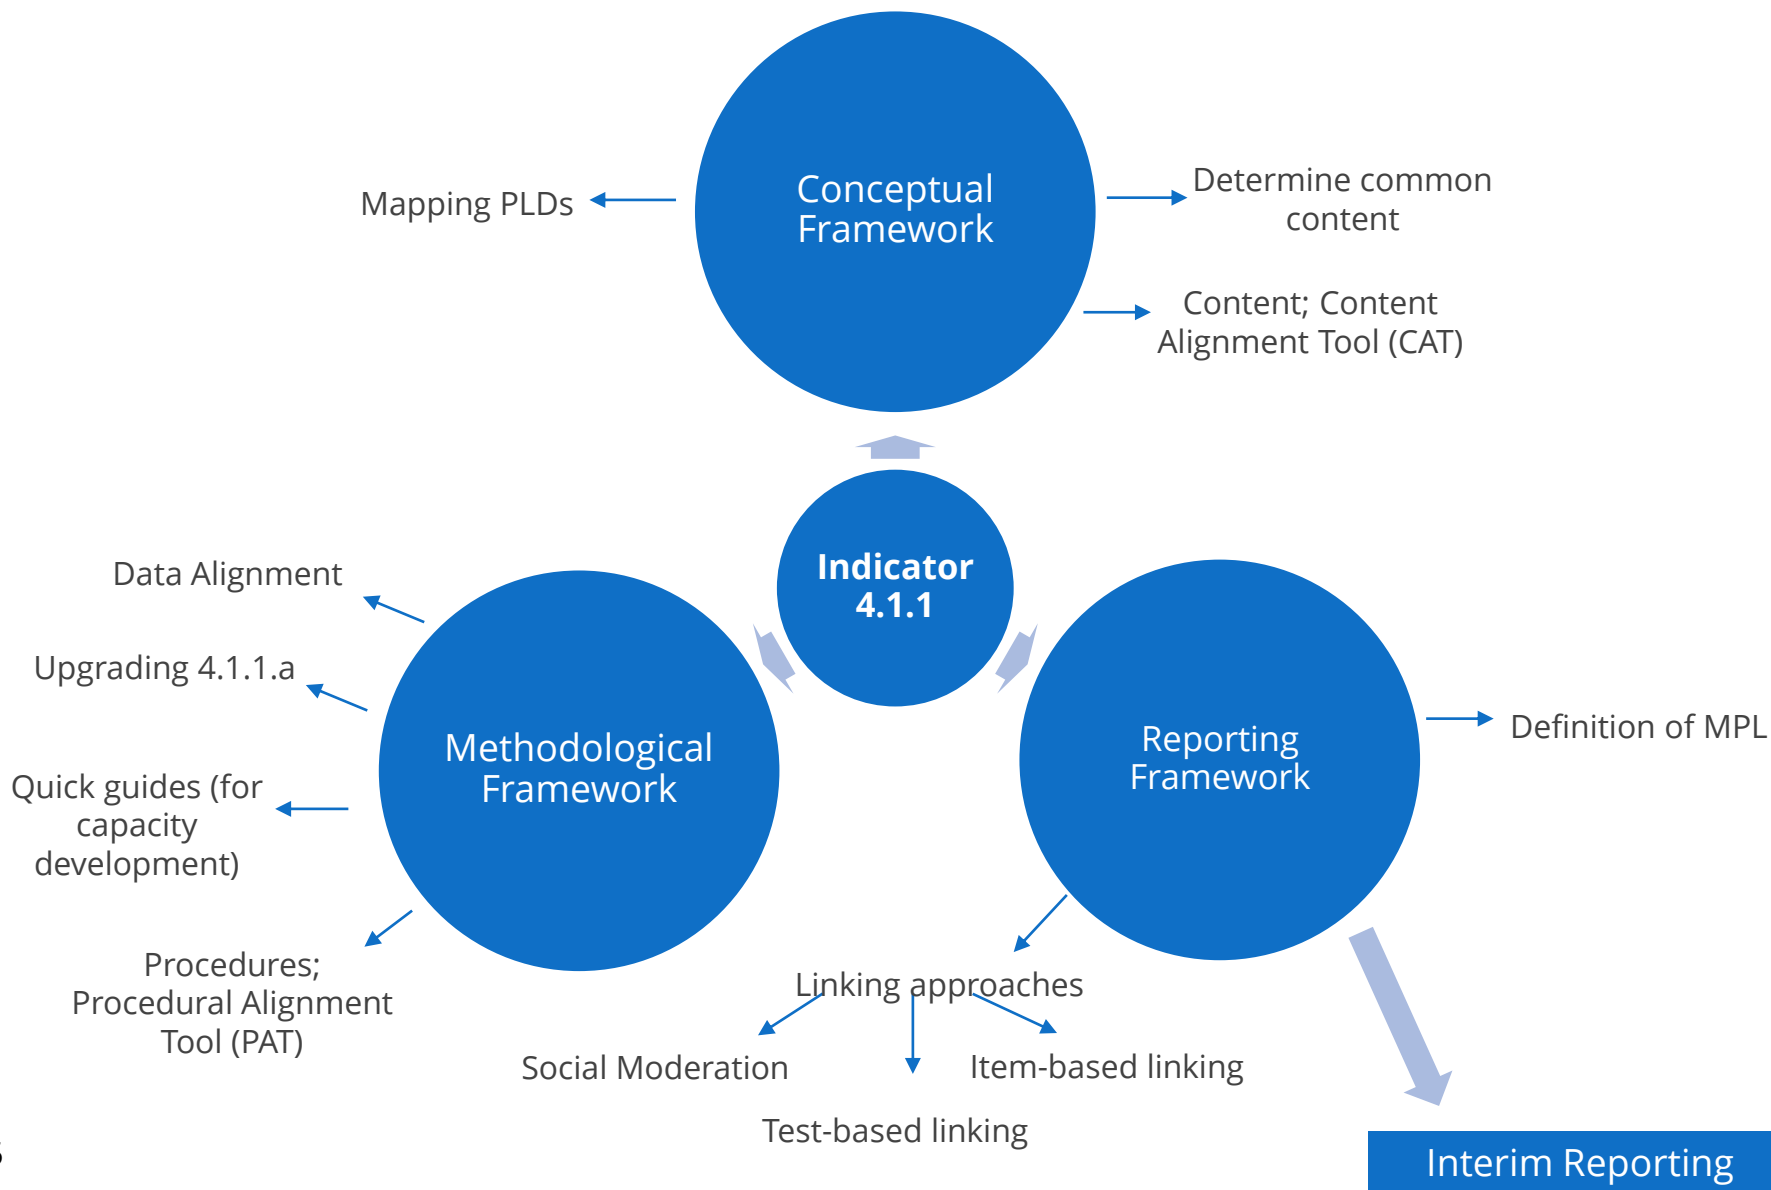 Conceptual
Framework
Mapping PLDs
Determine common
content
Content; Content
Alignment Tool (CAT)
Indicator
4.1.1
Data Alignment
Upgrading 4.1.1.a
Quick guides (for
capacity
development)
Procedures;
Procedural Alignment
Tool (PAT)
Methodological
Framework
Reporting
Framework
Definition of MPL
Linking approaches
Social Moderation
Item-based linking
Test-based linking
Interim Reporting